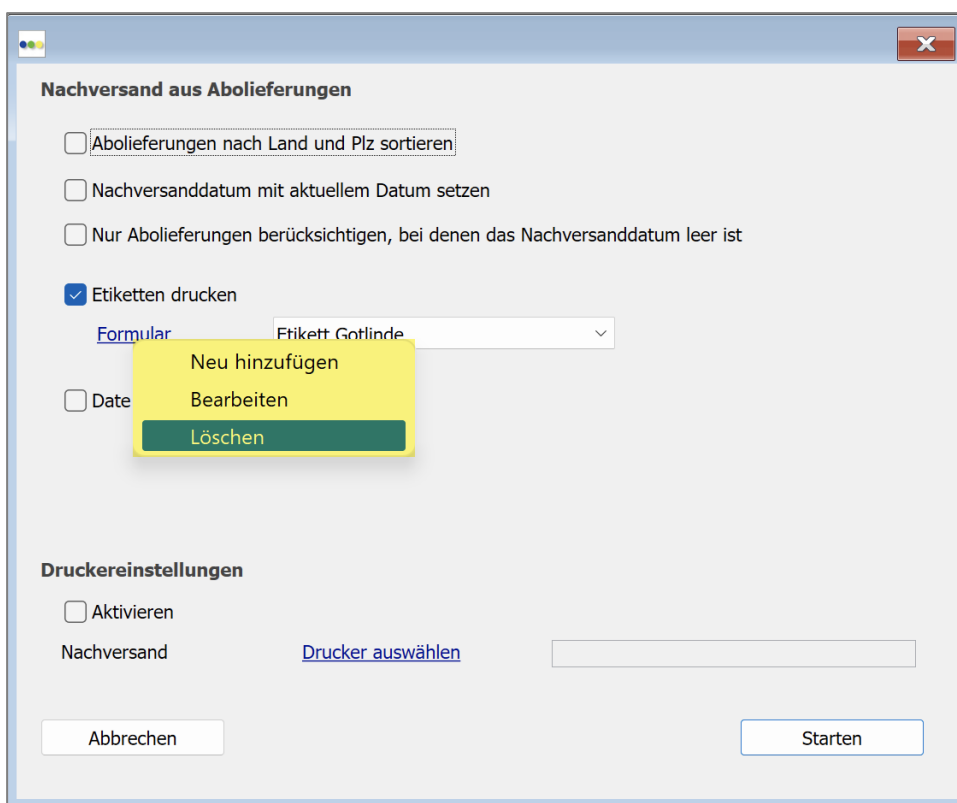 Nachversand aus Abolieferungen
Abolieferungen nach Land und Plz sortieren
Nachversanddatum mit aktuellem Datum setzen
Nur Abolieferungen berücksichtigen, bei denen das Nachversanddatum leer ist
Etiketten drucken
Formular Etikett Gotlinde
Neu hinzufügen
Date Bearbeiten
Löschen
Druckereinstellungen
Aktivieren
Nachversand Drucker auswählen
Abbrechen Starten